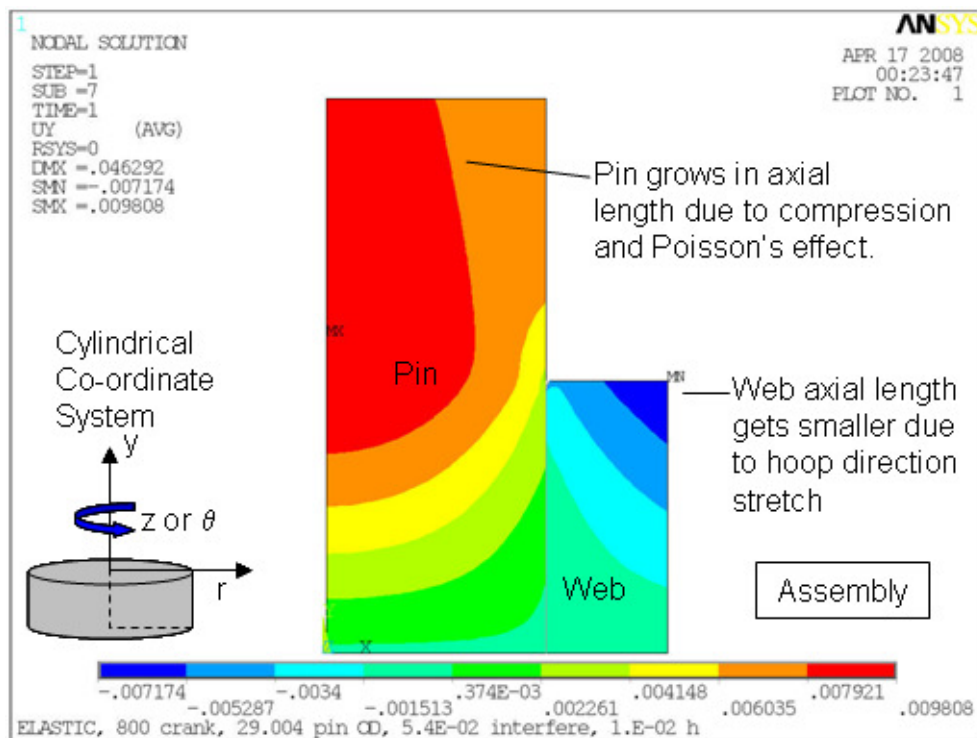 1
ANSYS
NODAL SOLUTION
STEP=1
SUB =7
TIME=1
UY (AVG)
RSYS=0
DMX =.046292
SMN =-.007174
SMX =.009808
APR 17 2008
00:23:47
PLOT NO. 1
Pin grows in axial
length due to compression
and Poisson's effect.
MX
Pin
MN
Web axial length
gets smaller due
to hoop direction
stretch
Cylindrical
Co-ordinate
System
y
z or θ
r
Web
Assembly
X
-.007174
-.005287
-.0034
-.001513
.374E-03
.002261
.004148
.006035
.007921
.009808
ELASTIC, 800 crank, 29.004 pin OD, 5.4E-02 interfere, 1.E-02 h